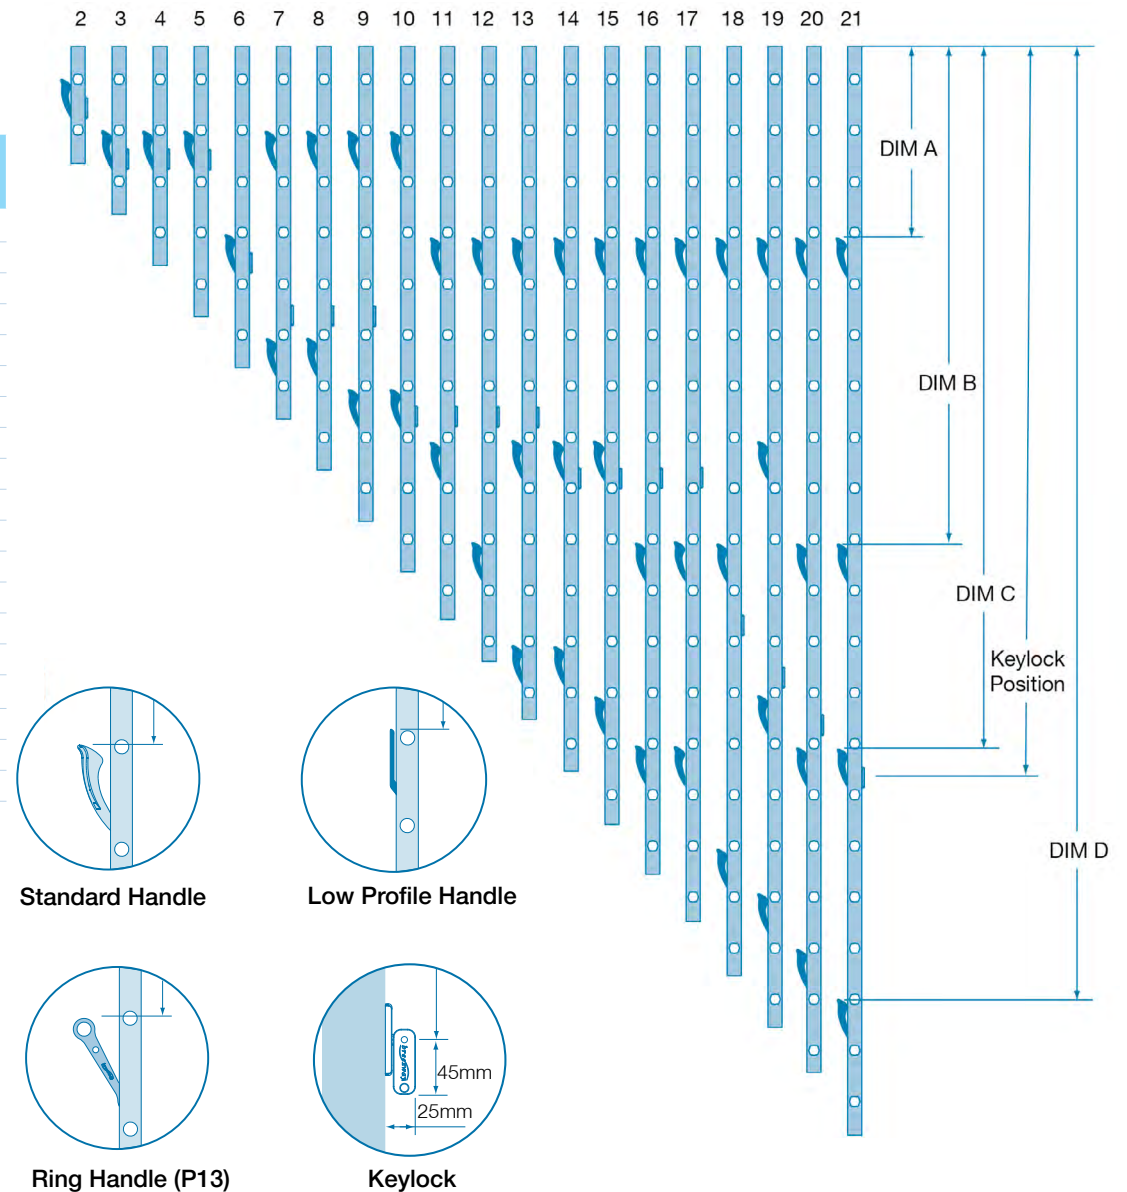 2 3 4 5 6 7 8 9 10 11 12 13 14 15 16 17 18 19 20 21
DIM A
DIM B
DIM C
Keylock
Position
DIM D
Standard Handle
Low Profile Handle
45mm
25mm
Ring Handle (P13)
Keylock